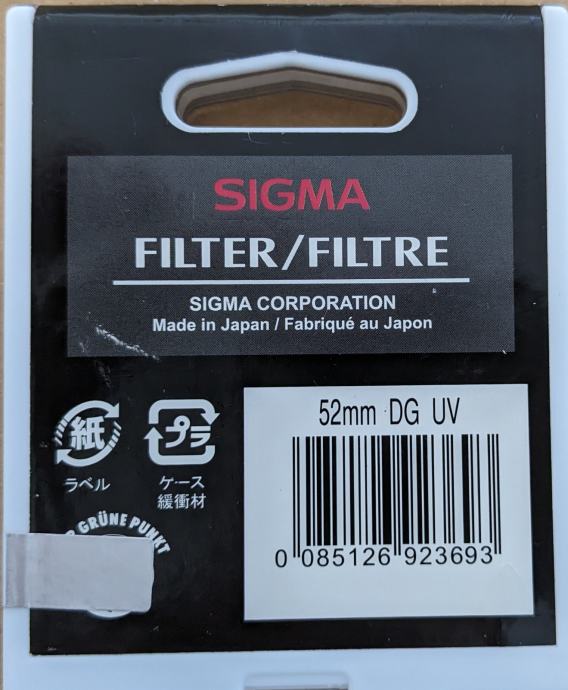 SIGMA
FILTER/FILTRE
SIGMA CORPORATION
Made in Japan / Fabriqué au Japon
紙
ラベル
プラ
ケース
緩衝材
GRÜNE PUNKT
52mm DG UV
0 085126 923693